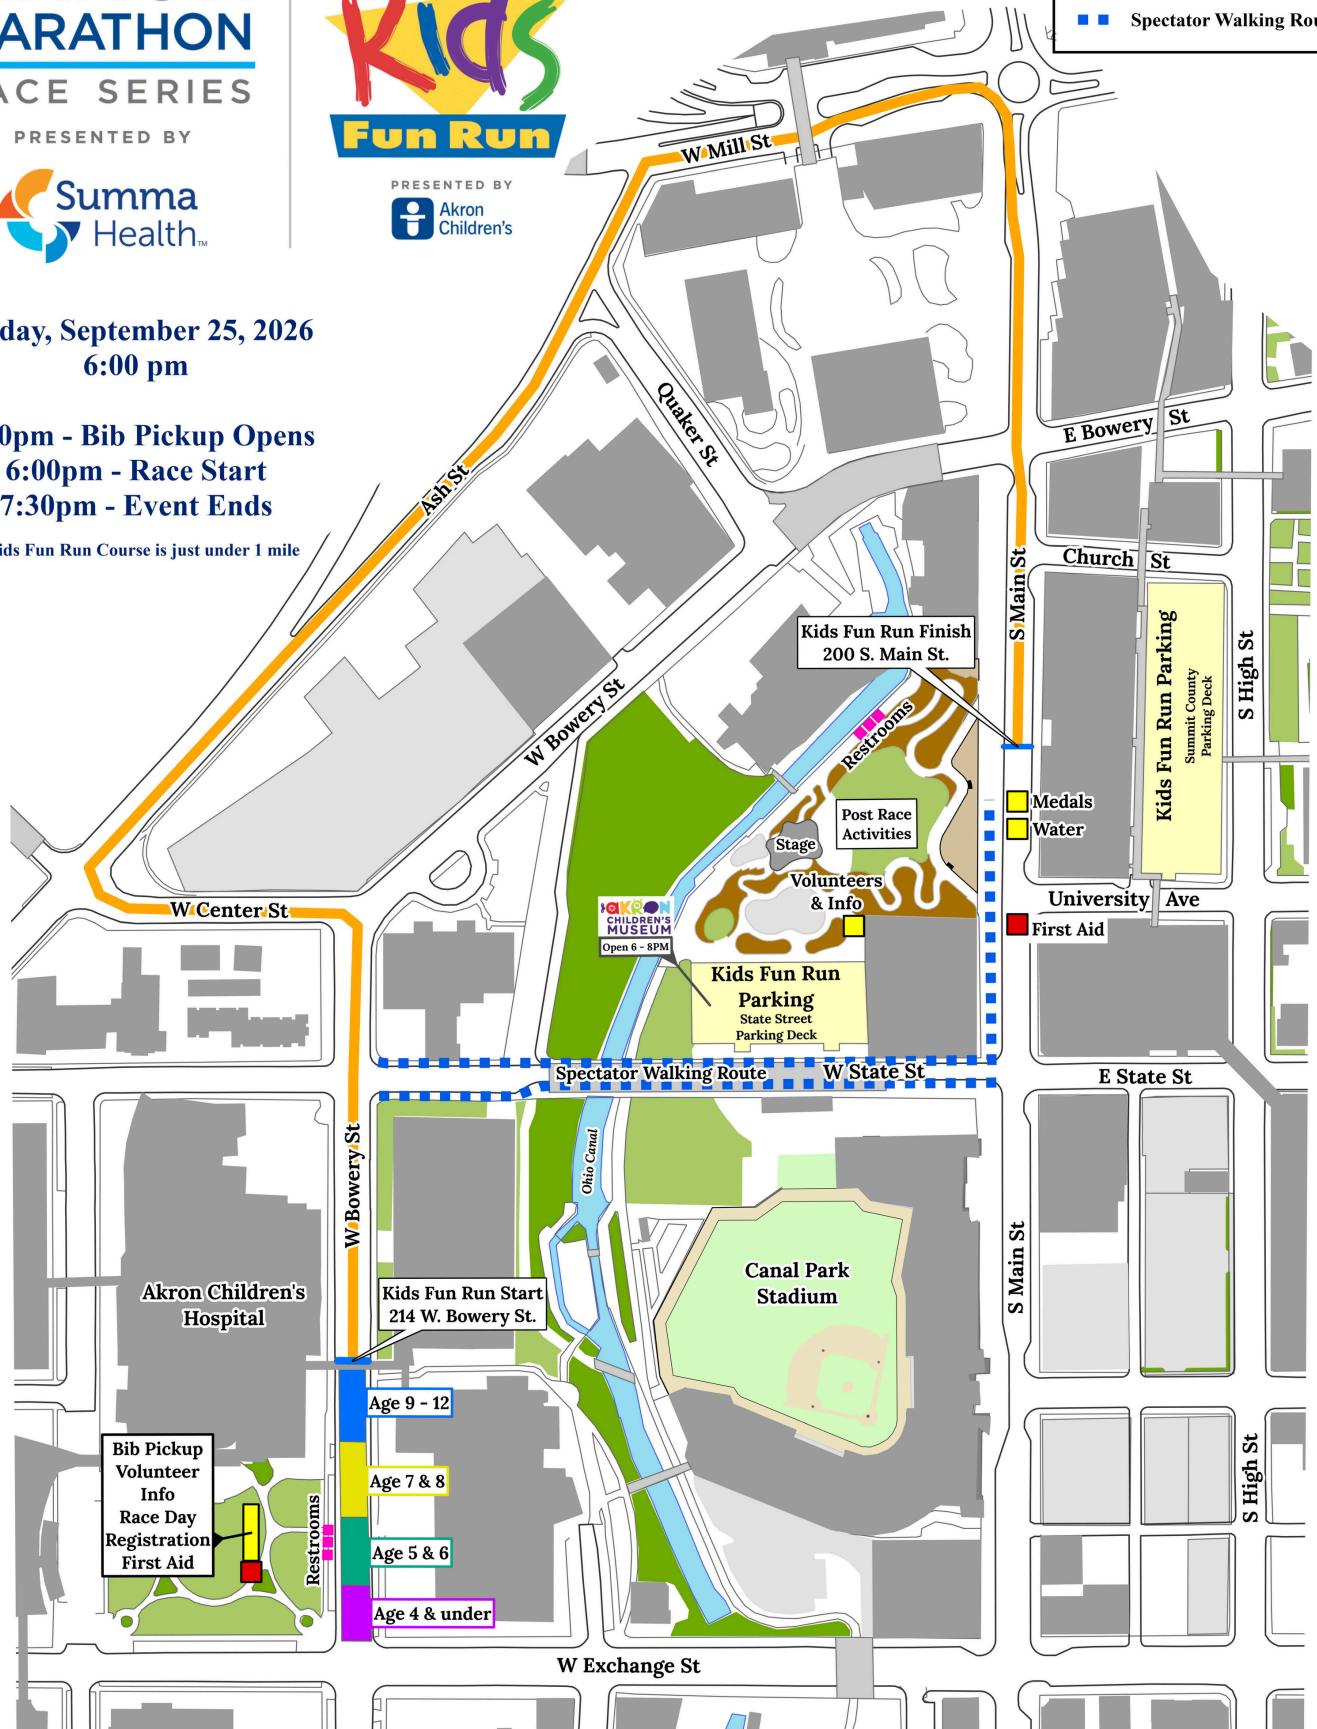 ARATHON
ACE SERIES
PRESENTED BY
Summa
Health™
Kids
Fun Run
PRESENTED BY
Akron
Children's
Spectator Walking Rou
day, September 25, 2026
6:00 pm
0pm - Bib Pickup Opens
6:00pm - Race Start
7:30pm - Event Ends
ids Fun Run Course is just under 1 mile
W Mill St
Quaker St
Ash St
E Bowery St
Church St
S Main St
S High St
Kids Fun Run Finish
200 S. Main St.
Kids Fun Run Parking
Summit County
Parking Deck
W Bowery St
Restrooms
Medals
Water
Post Race
Activities
Stage
Volunteers
& Info
University Ave
First Aid
W Center St
AKRON
CHILDREN'S
MUSEUM
Open 6 - 8PM
Kids Fun Run
Parking
State Street
Parking Deck
Spectator Walking Route
W State St
E State St
W Bowery St
Ohio Canal
Akron Children's
Hospital
Kids Fun Run Start
214 W. Bowery St.
Canal Park
Stadium
S Main St
S High St
Age 9 - 12
Age 7 & 8
Age 5 & 6
Age 4 & under
Bib Pickup
Volunteer
Info
Race Day
Registration
First Aid
Restrooms
W Exchange St